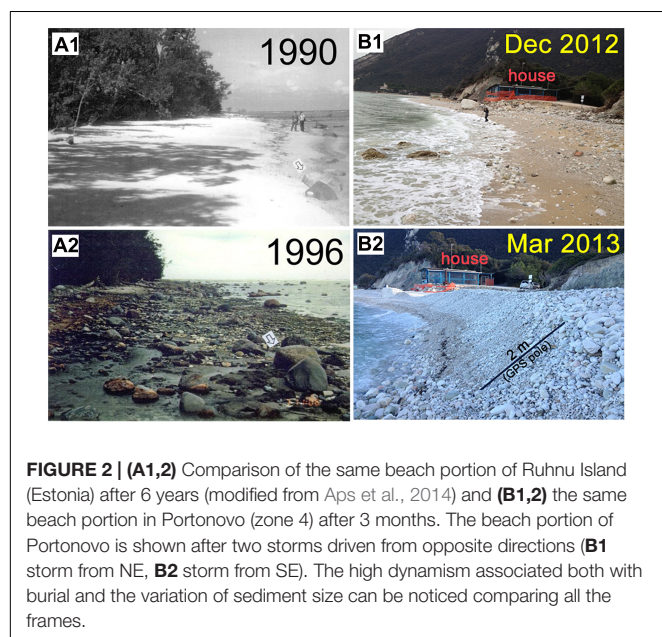 A1
1990
B1
Dec 2012
house
A2
1996
B2
Mar 2013
house
2 m
(GPS pole)
FIGURE 2 | (A1,2) Comparison of the same beach portion of Ruhnu Island
(Estonia) after 6 years (modified from Aps et al., 2014) and (B1,2) the same
beach portion in Portonovo (zone 4) after 3 months. The beach portion of
Portonovo is shown after two storms driven from opposite directions (B1
storm from NE, B2 storm from SE). The high dynamism associated both with
burial and the variation of sediment size can be noticed comparing all the
frames.